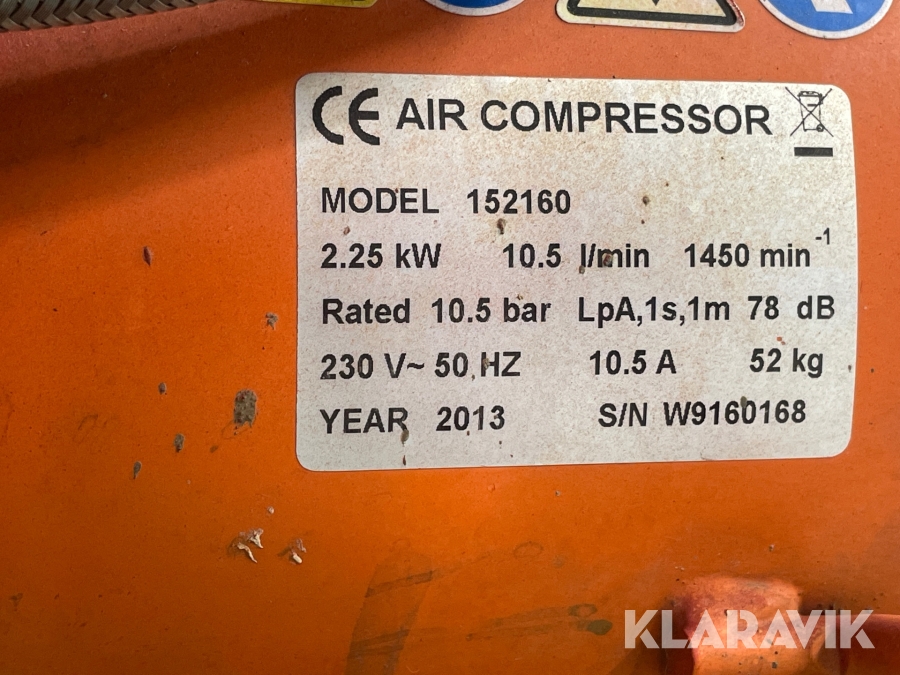 CE AIR COMPRESSOR
MODEL 152160
2.25 kW 10.5 l/min 1450 min-1
Rated 10.5 bar LpA,1s,1m 78 dB
230 V~ 50 HZ 10.5 A 52 kg
YEAR 2013 S/N W9160168
KLARAVIK